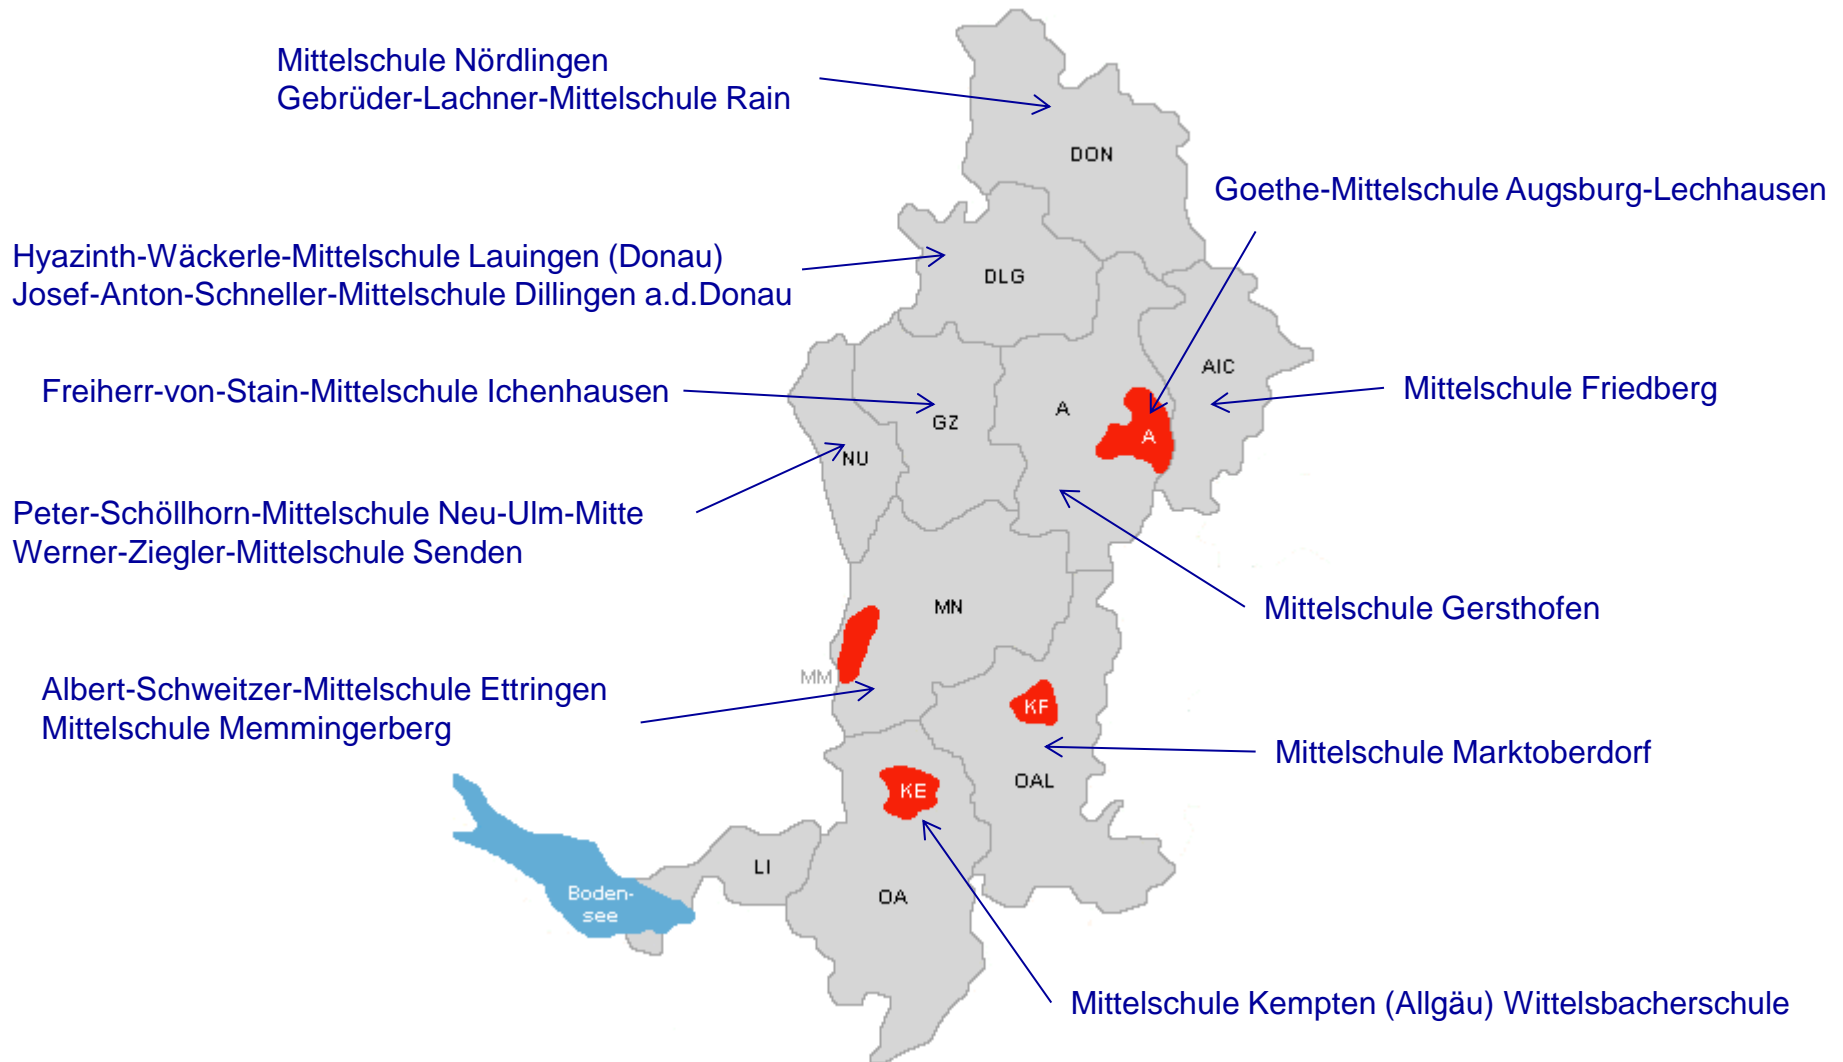 Mittelschule Nördlingen
Gebrüder-Lachner-Mittelschule Rain
DON
Goethe-Mittelschule Augsburg-Lechhausen
Hyazinth-Wäckerle-Mittelschule Lauingen (Donau)
Josef-Anton-Schneller-Mittelschule Dillingen a.d.Donau
DLG
AIC
Freiherr-von-Stain-Mittelschule Ichenhausen
Mittelschule Friedberg
A
GZ
A
NU
Peter-Schöllhorn-Mittelschule Neu-Ulm-Mitte
Werner-Ziegler-Mittelschule Senden
MN
Mittelschule Gersthofen
MM
Albert-Schweitzer-Mittelschule Ettringen
Mittelschule Memmingerberg
KF
Mittelschule Marktoberdorf
OAL
KE
LI
Boden-
see
OA
Mittelschule Kempten (Allgäu) Wittelsbacherschule